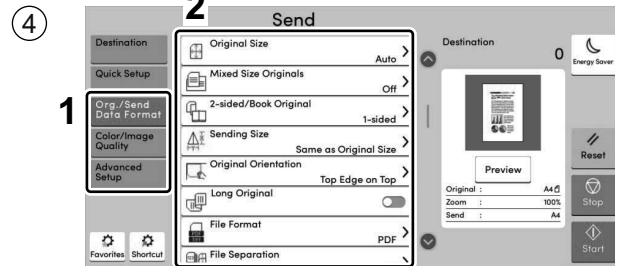 4
2
Send
1
Destination
Quick Setup
Org./Send
Data Format
Color/Image
Quality
Advanced
Setup
Favorites
Shortcut
Original Size
Auto
Mixed Size Originals
Off
2-sided/Book Original
1-sided
Sending Size
Same as Original Size
Original Orientation
Top Edge on Top
Long Original
File Format
PDF
File Separation
Destination
0
Preview
Original : A4
Zoom : 100%
Send : A4
Energy Saver
Reset
Stop
Start